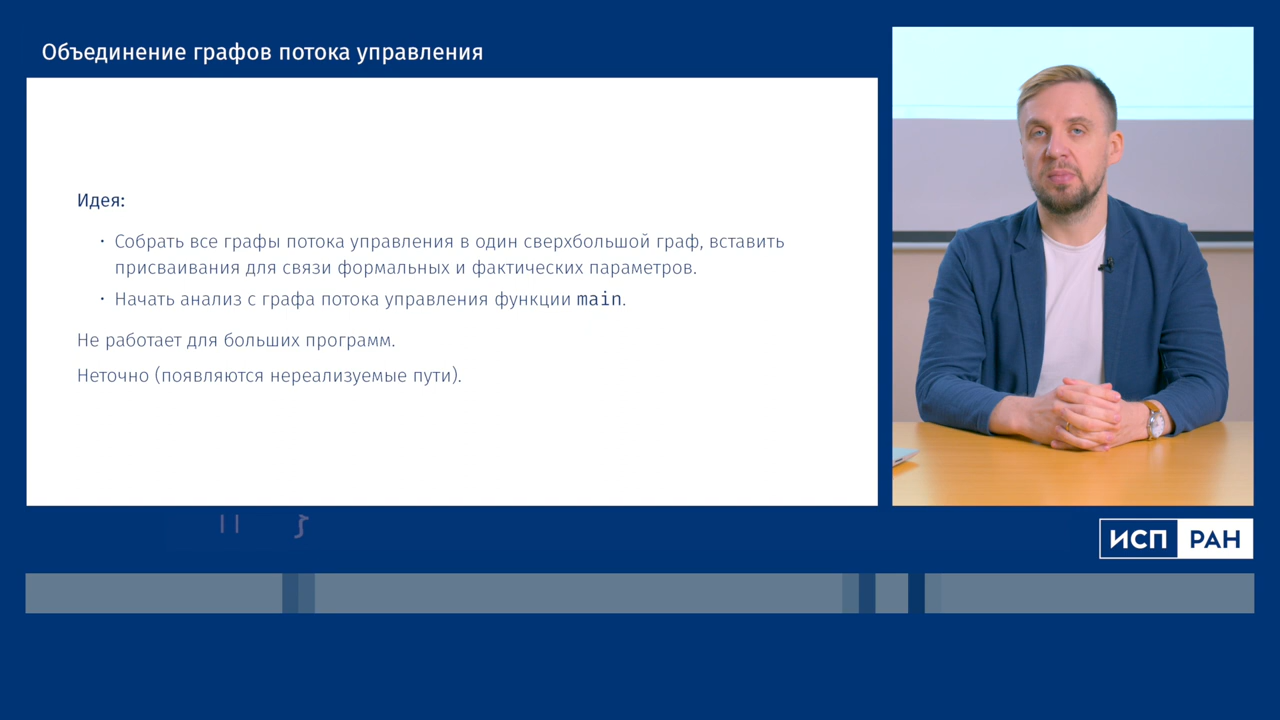 Объединение графов потока управления
Идея:
· Собрать все графы потока управления в один сверхбольшой граф, вставить
присваивания для связи формальных и фактических параметров.
· Начать анализ с графа потока управления функции main.
Не работает для больших программ.
Неточно (появляются нереализуемые пути).
ИСП РАН